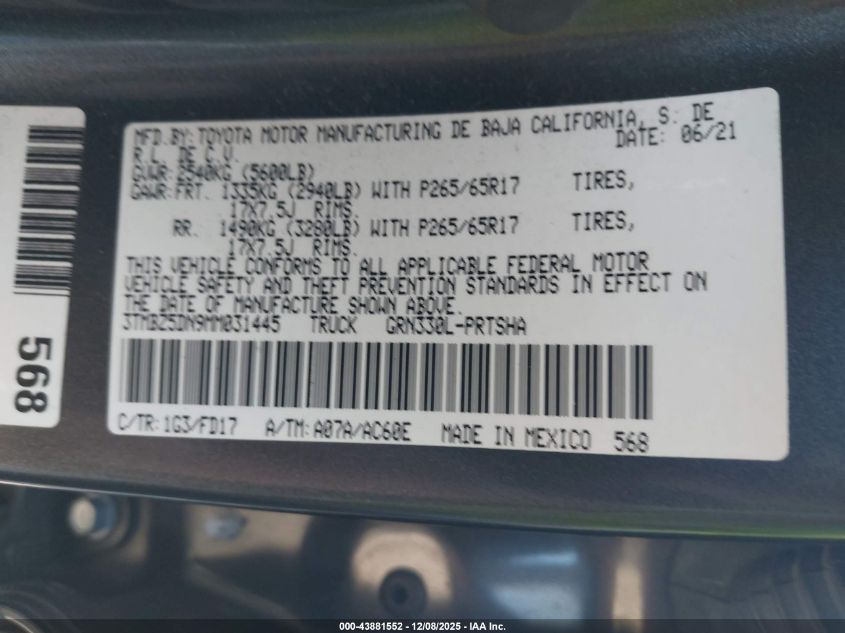 MFD.BY: TOYOTA MOTOR MANUFACTURING DE BAJA CALIFORNIA, S. DE
R.L. DE C.V. DATE: 06/21
GVWR: 2540KG (5600LB)
GAWR: FRT. 1335KG (2940LB) WITH P265/65R17 TIRES,
17X7.5J RIMS.
RR. 1490KG (3280LB) WITH P265/65R17 TIRES,
17X7.5J RIMS.
THIS VEHICLE CONFORMS TO ALL APPLICABLE FEDERAL MOTOR
VEHICLE SAFETY AND THEFT PREVENTION STANDARDS IN EFFECT ON
THE DATE OF MANUFACTURE SHOWN ABOVE.
3TMBZ5DN9MM031445 TRUCK GRN330L-PRTSHA
C/TR: 1G3/FD17 A/TM: A07A/AC60E MADE IN MEXICO 568
568
000-43881552 | 12/08/2025 | IAA Inc.